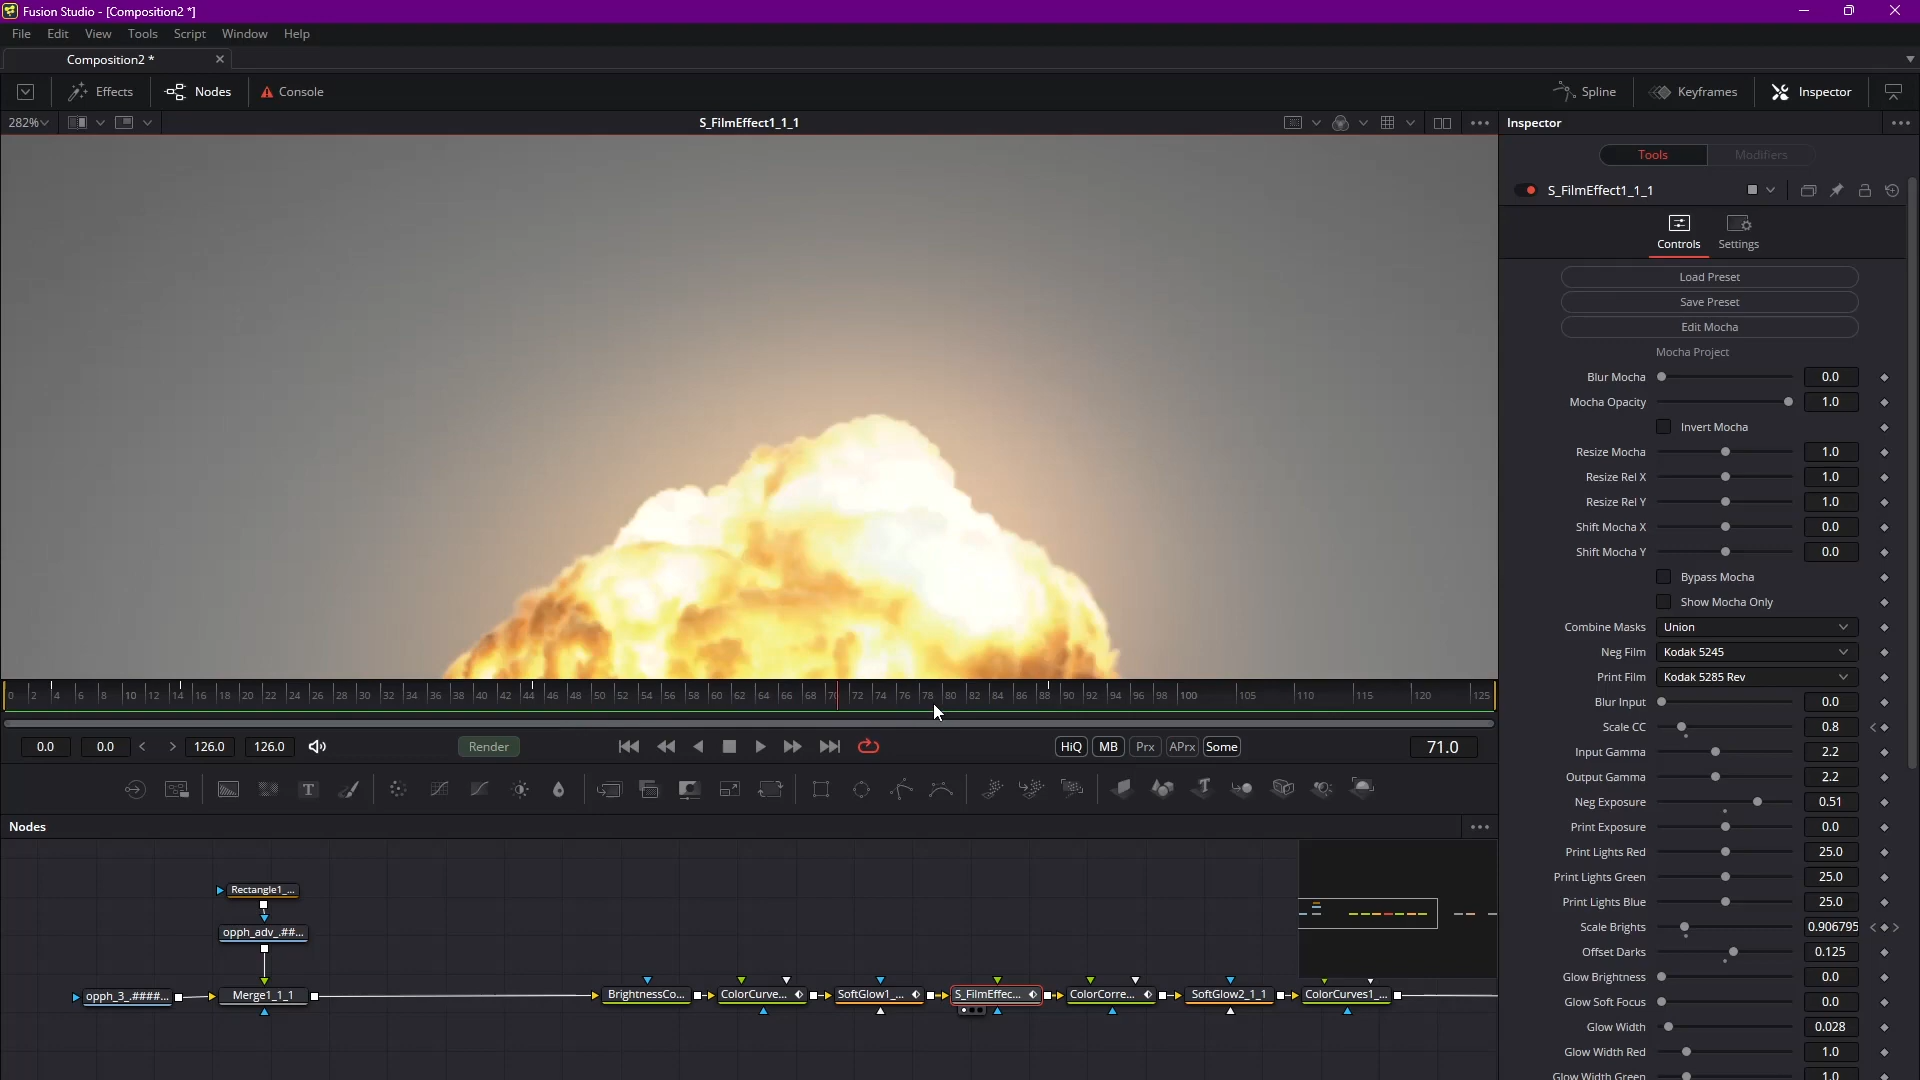 Fusion Studio - [Composition2 *]
File Edit View Tools Script Window Help
Composition2 *
Effects Nodes Console Spline Keyframes Inspector
282% S_FilmEffect1_1_1 Inspector
Tools Modifiers
S_FilmEffect1_1_1
Controls Settings
Load Preset
Save Preset
Edit Mocha
Mocha Project
Blur Mocha 0.0
Mocha Opacity 1.0
Invert Mocha
Resize Mocha 1.0
Resize Rel X 1.0
Resize Rel Y 1.0
Shift Mocha X 0.0
Shift Mocha Y 0.0
Bypass Mocha
Show Mocha Only
Combine Masks Union
Neg Film Kodak 5245
Print Film Kodak 5285 Rev
Blur Input 0.0
Scale CC 0.8
Input Gamma 2.2
Output Gamma 2.2
Neg Exposure 0.51
Print Exposure 0.0
Print Lights Red 25.0
Print Lights Green 25.0
Print Lights Blue 25.0
Scale Brights 0.906795
Offset Darks 0.125
Glow Brightness 0.0
Glow Soft Focus 0.0
Glow Width 0.028
Glow Width Red 1.0
Glow Width Green 1.0
0 2 4 6 8 10 12 14 16 18 20 22 24 26 28 30 32 34 36 38 40 42 44 46 48 50 52 54 56 58 60 62 64 66 68 70 72 74 76 78 80 82 84 86 88 90 92 94 96 98 100 105 110 115 120 125
0.0 0.0 126.0 126.0 Render HiQ MB Prx APrx Some 71.0
Nodes
Rectangle1_...
opph_adv_.##...
opph_3_.####... Merge1_1_1 BrightnessCo... ColorCurve... SoftGlow1_... S_FilmEffec... ColorCorre... SoftGlow2_1_1 ColorCurves1_...